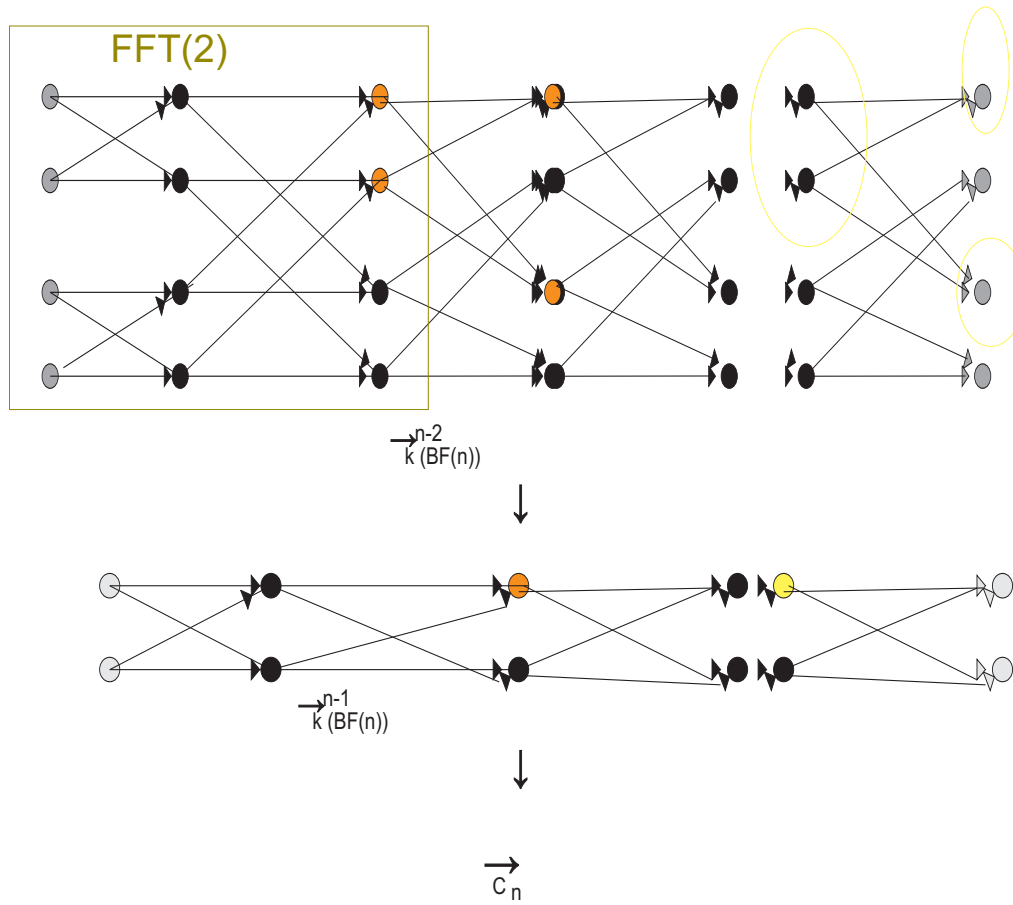 FFT(2)
→ n-2
k (BF(n))
↓
→ n-1
k (BF(n))
↓
→
C n